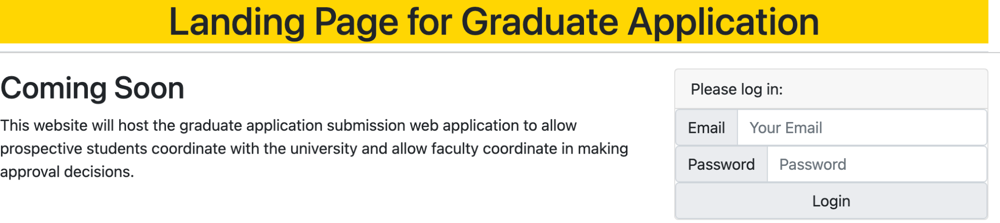 Landing Page for Graduate Application
Coming Soon
This website will host the graduate application submission web application to allow
prospective students coordinate with the university and allow faculty coordinate in making
approval decisions.
Please log in:
Email Your Email
Password Password
Login